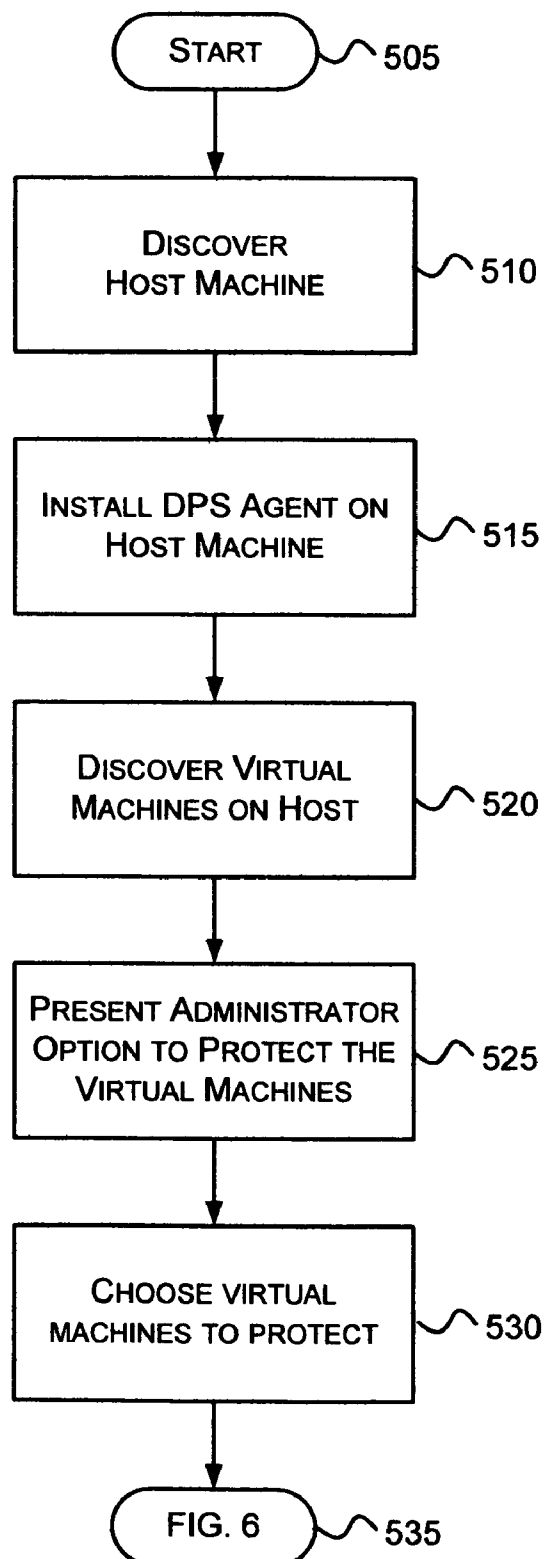 START
505
DISCOVER
HOST MACHINE
510
INSTALL DPS AGENT ON
HOST MACHINE
515
DISCOVER VIRTUAL
MACHINES ON HOST
520
PRESENT ADMINISTRATOR
OPTION TO PROTECT THE
VIRTUAL MACHINES
525
CHOOSE VIRTUAL
MACHINES TO PROTECT
530
FIG. 6
535